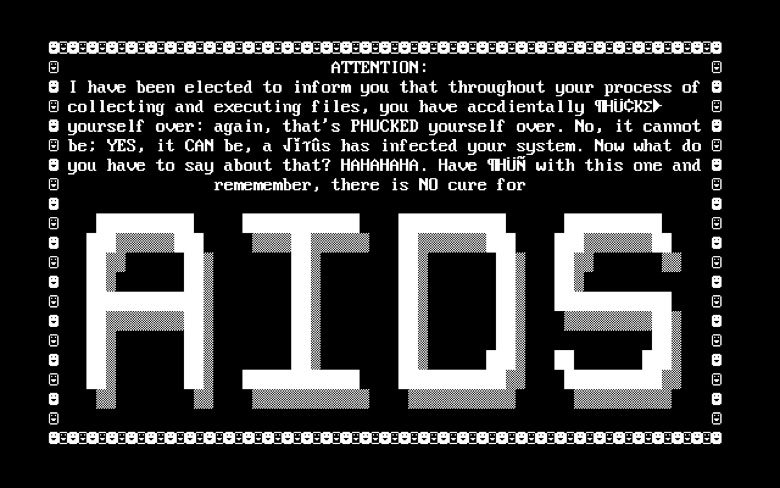 ATTENTION:
I have been elected to inform you that throughout your process of
collecting and executing files, you have accdientally ¶HÜ¢KΣ►
yourself over: again, that's PHUCKED yourself over. No, it cannot
be; YES, it CAN be, a √ìτûs has infected your system. Now what do
you have to say about that? HAHAHAHA. Have ¶HÜÑ with this one and
rememember, there is NO cure for
AIDS